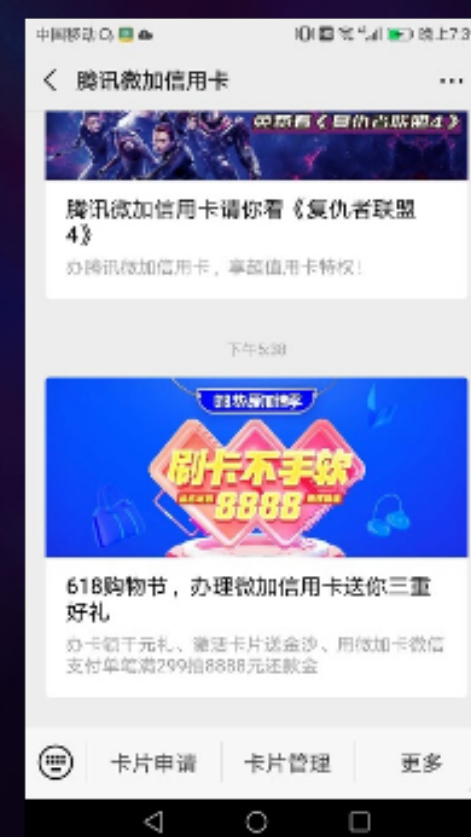 中国移动
晚上7:3
腾讯微加信用卡
免费看《复仇者联盟4》
腾讯微加信用卡请你看《复仇者联盟
4》
办腾讯微加信用卡，享超值用卡特权！
下午5:38
刷卡不手软
8888
618购物节，办理微加信用卡送你三重
好礼
办卡领千元礼、激活卡片送金沙、用微加卡微信
支付单笔满299抽8888元还款金
卡片申请
卡片管理
更多